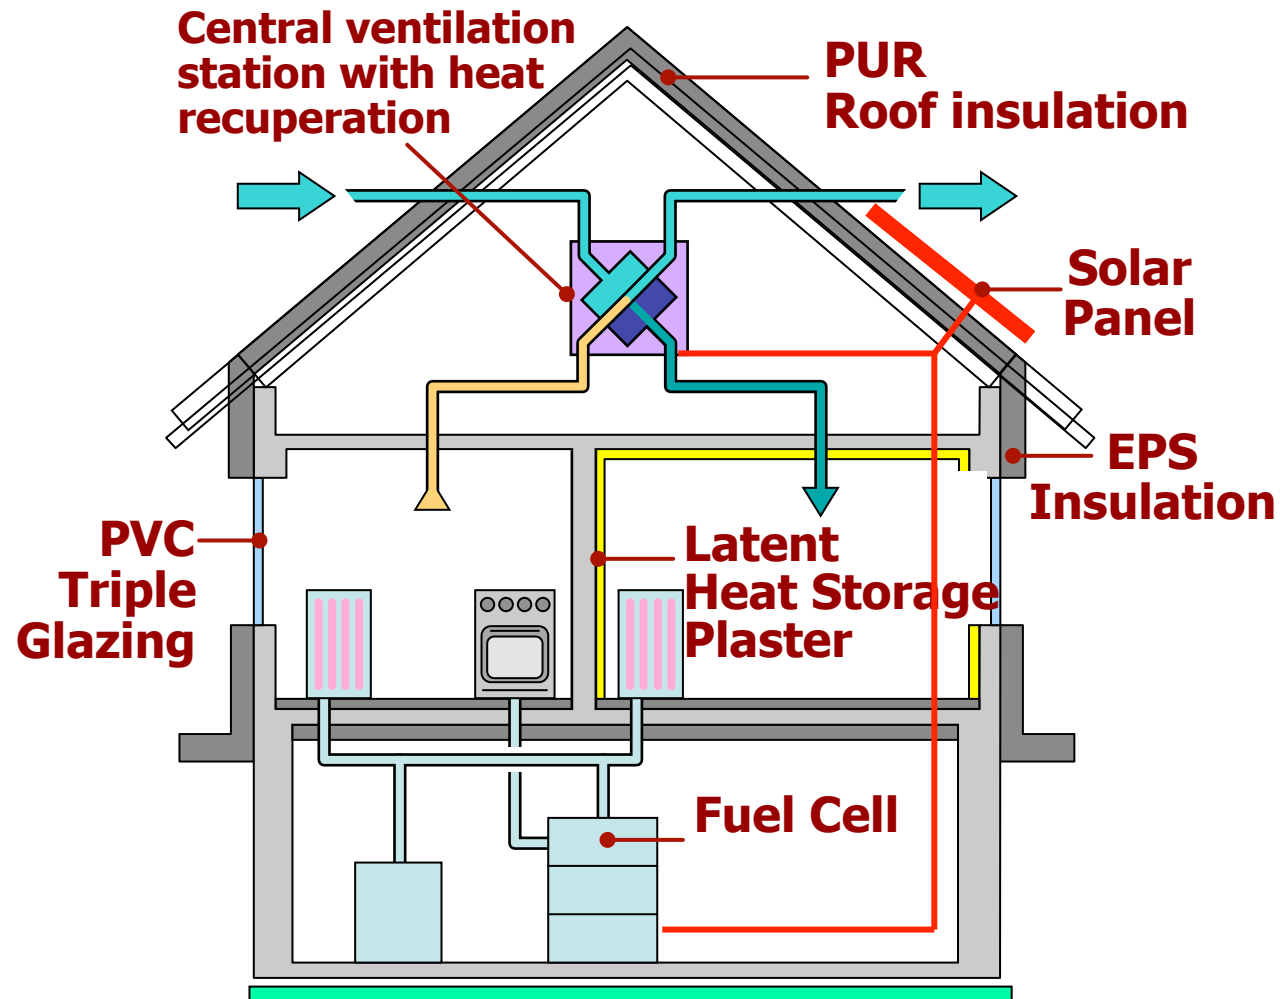 Central ventilation
station with heat
recuperation
PUR
Roof insulation
Solar
Panel
EPS
Insulation
PVC
Triple
Glazing
Latent
Heat Storage
Plaster
Fuel Cell